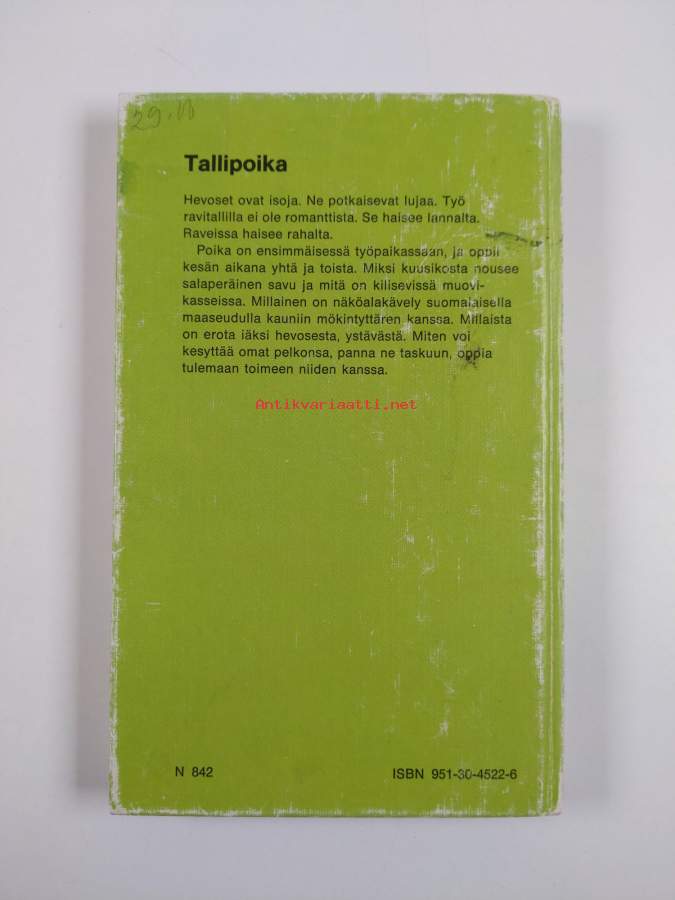 Tallipoika
Hevoset ovat isoja. Ne potkaisevat lujaa. Työ
ravitallilla ei ole romanttista. Se haisee lannalta.
Raveissa haisee rahalta.
Poika on ensimmäisessä työpaikassaan, ja oppii
kesän aikana yhtä ja toista. Miksi kuusikosta nousee
salaperäinen savu ja mitä on kilisevissä muovi-
kasseissa. Millainen on näköalakävely suomalaisella
maaseudulla kauniin mökintyttären kanssa. Millaista
on erota iäksi hevosesta, ystävästä. Miten voi
kesyttää omat pelkonsa, panna ne taskuun, oppia
tulemaan toimeen niiden kanssa.
Antikvariaatti.net
N 842 ISBN 951-30-4522-6